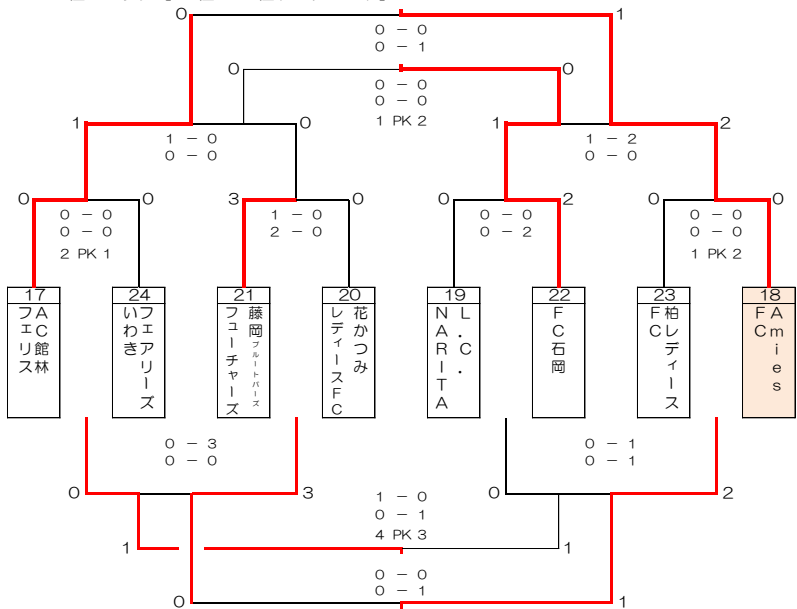 0 1
0 － 0
0 － 1
0 0
0 － 0
0 － 0
1 PK 2
1 0 1 2
1 － 0
0 － 0
1 － 2
0 － 0
0 0 3 0 0 2 0 0
0 － 0
0 － 0
2 PK 1
1 － 0
2 － 0
0 － 0
0 － 2
0 － 0
0 － 0
1 PK 2
17
AC館林
フェリス
24
フェアリーズ
いわき
21
藤岡ブルートパーズ
フューチャーズ
20
花かつみ
レディースFC
19
L．C．
NARITA
22
FC石岡
23
柏レディース
FC
18
Amies
FC
0 － 3
0 － 0
0 － 1
0 － 1
0 3 0 2
1 － 0
0 － 1
4 PK 3
1 1
0 － 0
0 － 1
0 1